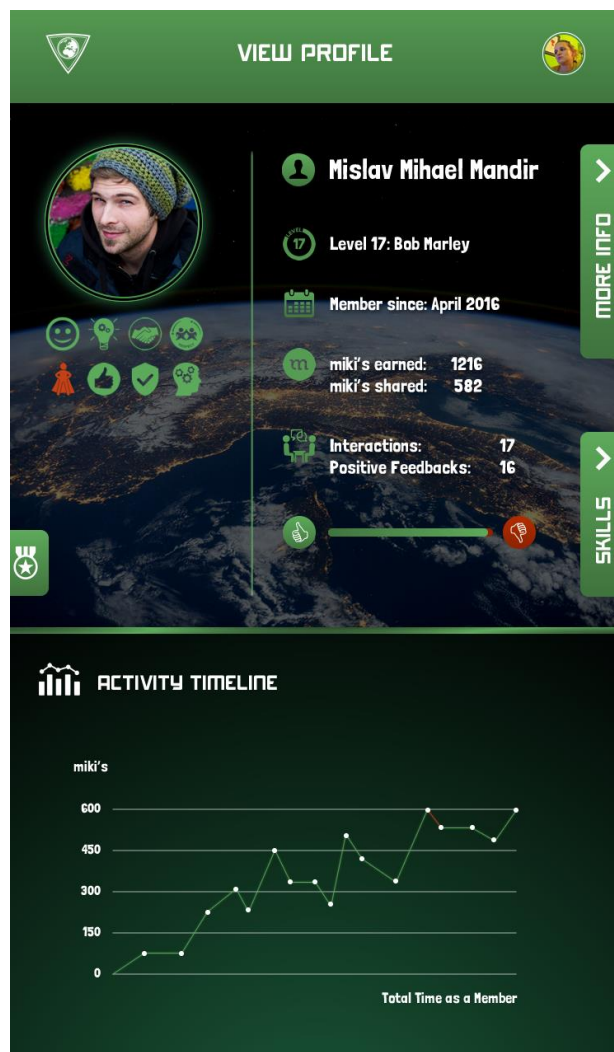 VIEW PROFILE
Mislav Mihael Mandir
LEVEL
17
Level 17: Bob Marley
Member since: April 2016
m
miki's earned: 1216
miki's shared: 582
Interactions: 17
Positive Feedbacks: 16
MORE INFO
SKILLS
ACTIVITY TIMELINE
miki's
600
450
300
150
0
Total Time as a Member